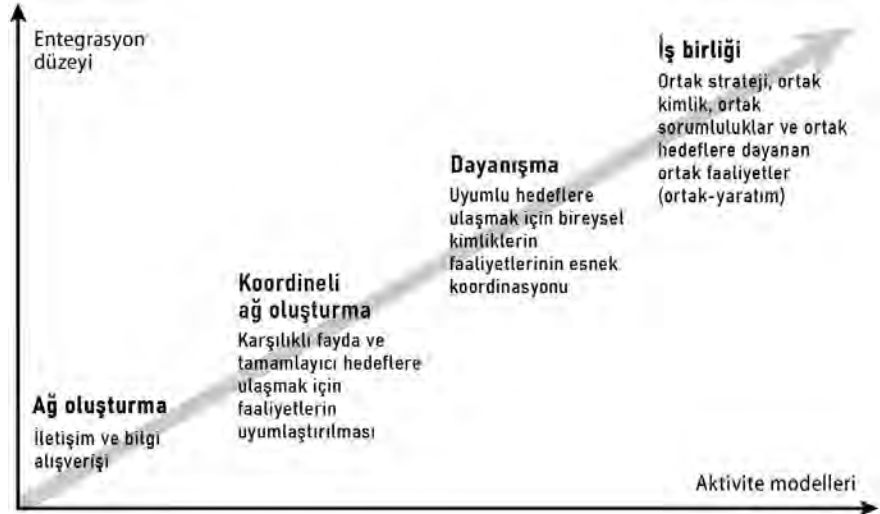 Entegrasyon
düzeyi
İş birliği
Ortak strateji, ortak
kimlik, ortak
sorumluluklar ve ortak
hedeflere dayanan
ortak faaliyetler
(ortak-yaratım)
Dayanışma
Uyumlu hedeflere
ulaşmak için bireysel
kimliklerin
faaliyetlerinin esnek
koordinasyonu
Koordineli
ağ oluşturma
Karşılıklı fayda ve
tamamlayıcı hedeflere
ulaşmak için
faaliyetlerin
uyumlaştırılması
Ağ oluşturma
İletişim ve bilgi
alışverişi
Aktivite modelleri